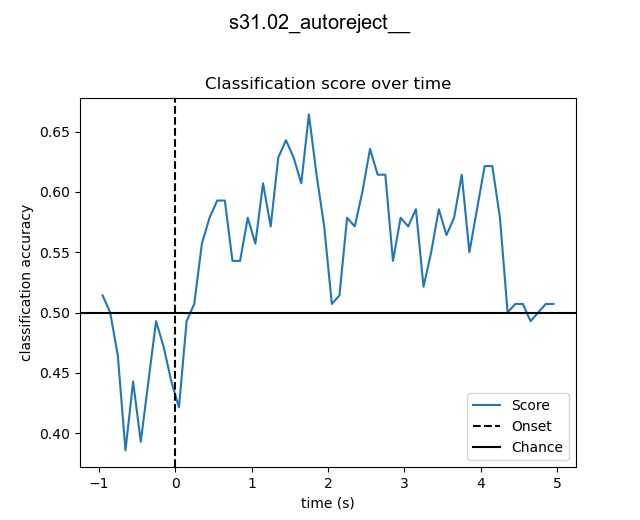 s31.02_autoreject__
Classification score over time
classification accuracy
0.65
0.60
0.55
0.50
0.45
0.40
−1
0
1
2
3
4
5
time (s)
Score
Onset
Chance